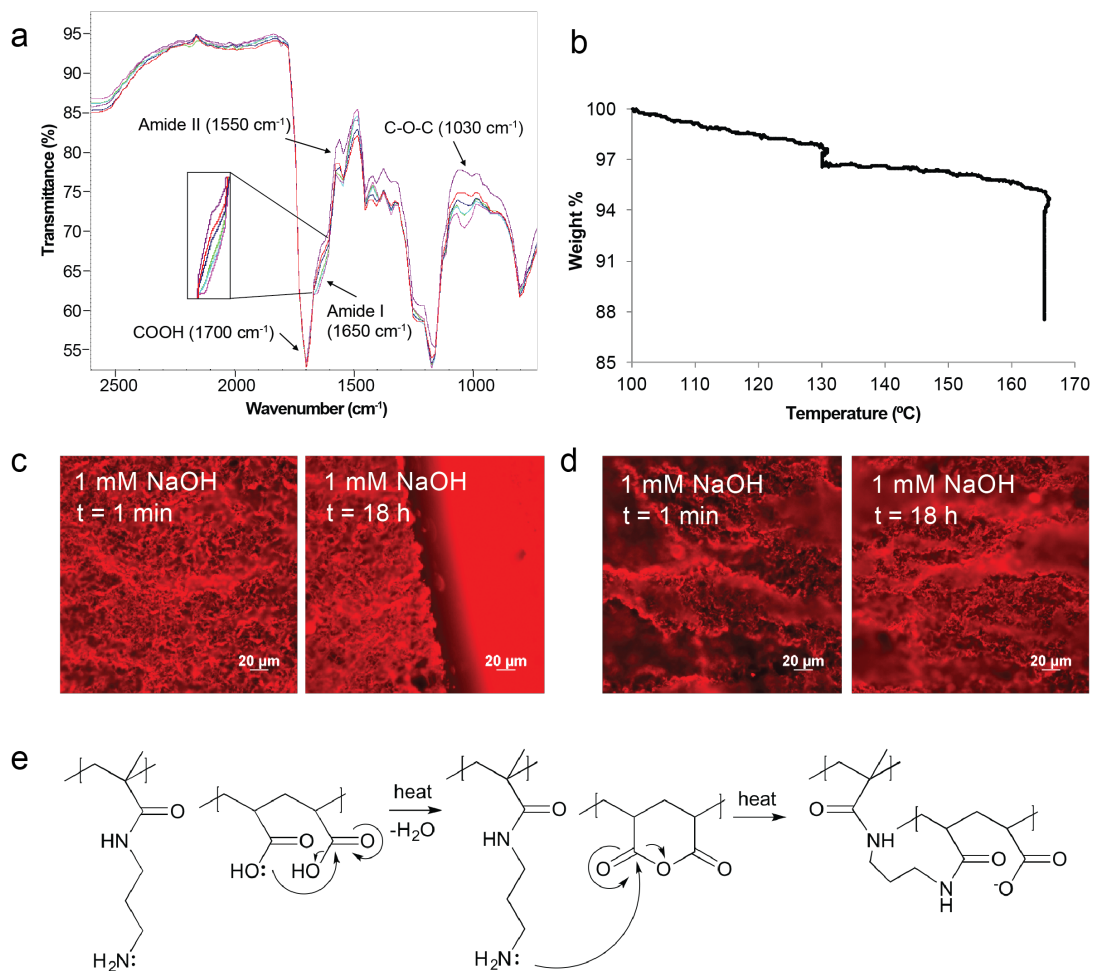 a
95
90
85
80
75
70
65
60
55
Transmittance (%)
2500
2000
1500
1000
Wavenumber (cm⁻¹)
Amide II (1550 cm⁻¹)
C-O-C (1030 cm⁻¹)
Amide I
(1650 cm⁻¹)
COOH (1700 cm⁻¹)
b
100
97
94
91
88
85
Weight %
100
110
120
130
140
150
160
170
Temperature (ºC)
c
1 mM NaOH
t = 1 min
20 µm
1 mM NaOH
t = 18 h
20 µm
d
1 mM NaOH
t = 1 min
20 µm
1 mM NaOH
t = 18 h
20 µm
e
O
HN
H₂N:
O
HO:
HO
O
heat
-H₂O
O
HN
H₂N:
O
O
O
heat
O
NH
N
H
O
O
⁻O